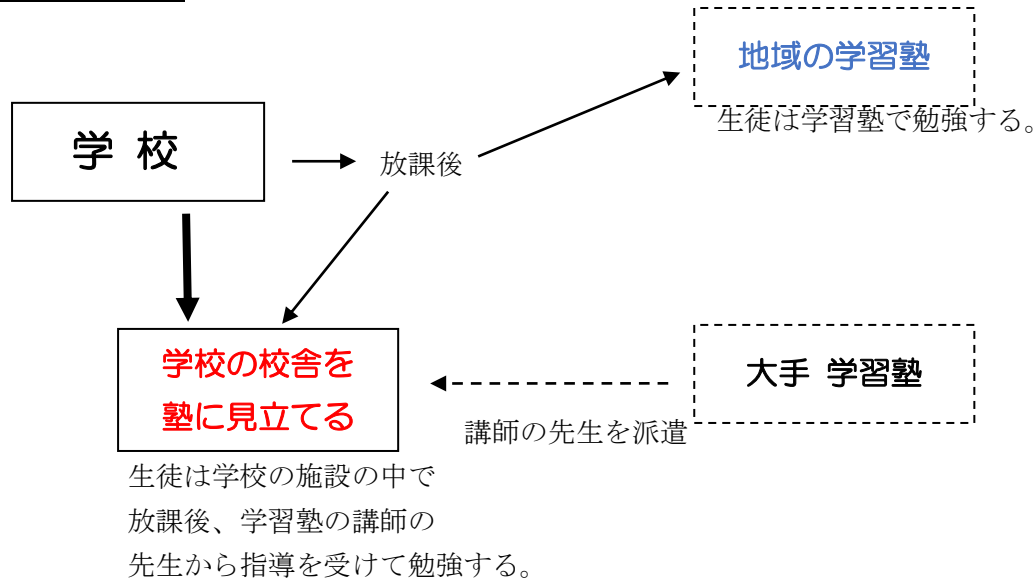 地域の学習塾
生徒は学習塾で勉強する。
学 校
放課後
学校の校舎を
塾に見立てる
大手 学習塾
講師の先生を派遣
生徒は学校の施設の中で
放課後、学習塾の講師の
先生から指導を受けて勉強する。